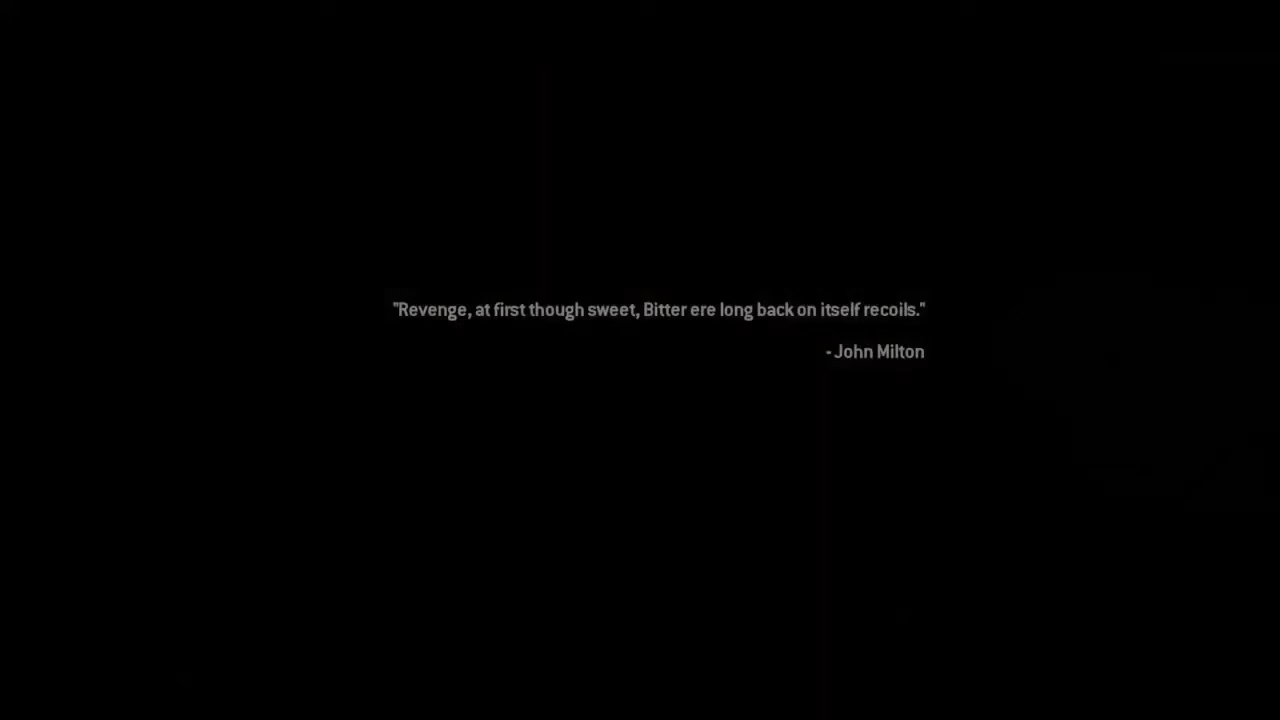 "Revenge, at first though sweet, Bitter ere long back on itself recoils."
- John Milton